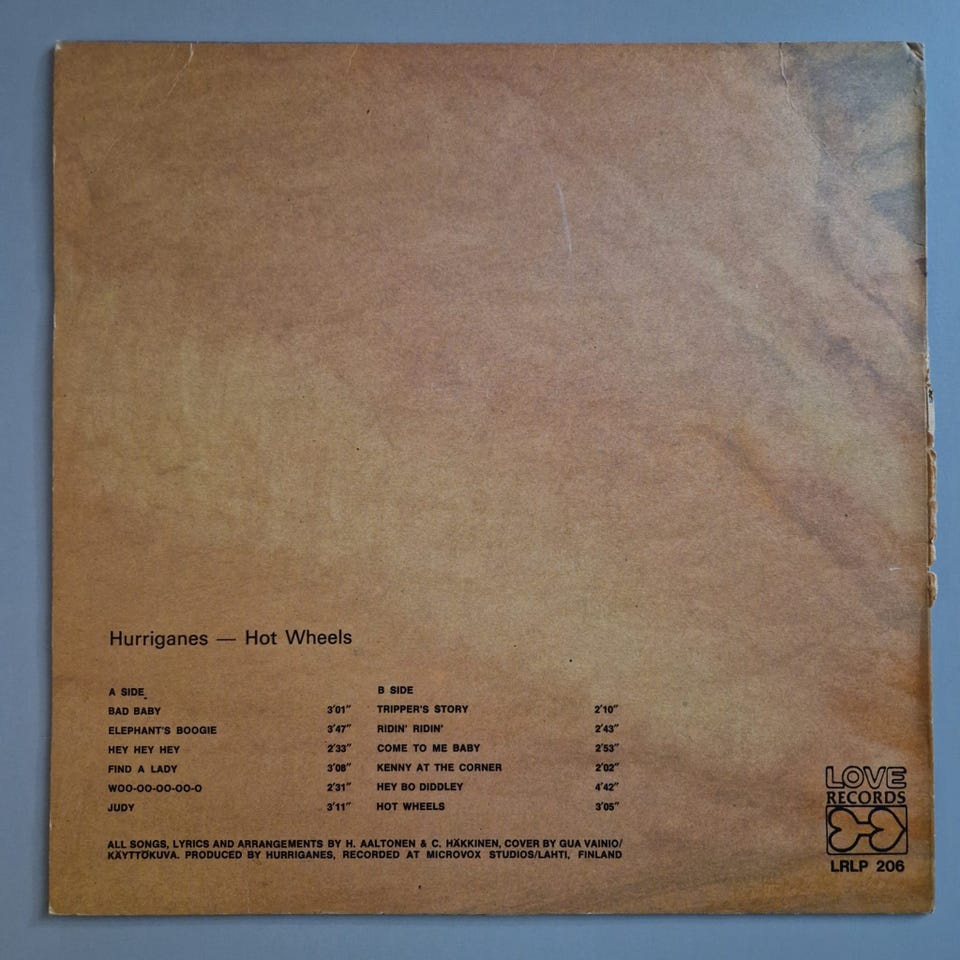 Hurriganes — Hot Wheels
A SIDE
BAD BABY 3'01"
ELEPHANT'S BOOGIE 3'47"
HEY HEY HEY 2'33"
FIND A LADY 3'08"
WOO-OO-OO-OO-O 2'31"
JUDY 3'11"
B SIDE
TRIPPER'S STORY 2'10"
RIDIN' RIDIN' 2'43"
COME TO ME BABY 2'53"
KENNY AT THE CORNER 2'02"
HEY BO DIDDLEY 4'42"
HOT WHEELS 3'05"
ALL SONGS, LYRICS AND ARRANGEMENTS BY H. AALTONEN & C. HÄKKINEN, COVER BY GUA VAINIO/
KÄYTTÖKUVA. PRODUCED BY HURRIGANES, RECORDED AT MICROVOX STUDIOS/LAHTI, FINLAND
LOVE
RECORDS
LRLP 206